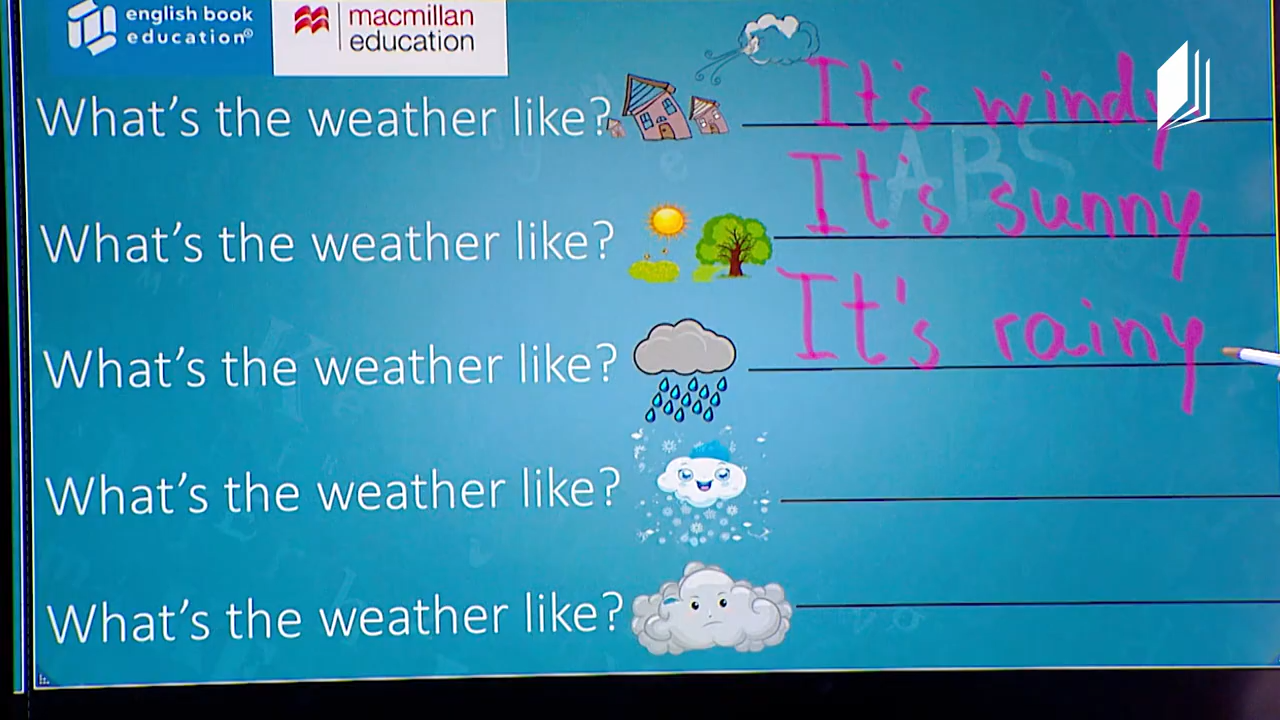 english book
education®
macmillan
education
What's the weather like? It's windy
What's the weather like? It's sunny.
What's the weather like? It's rainy
What's the weather like?
What's the weather like?
ABS